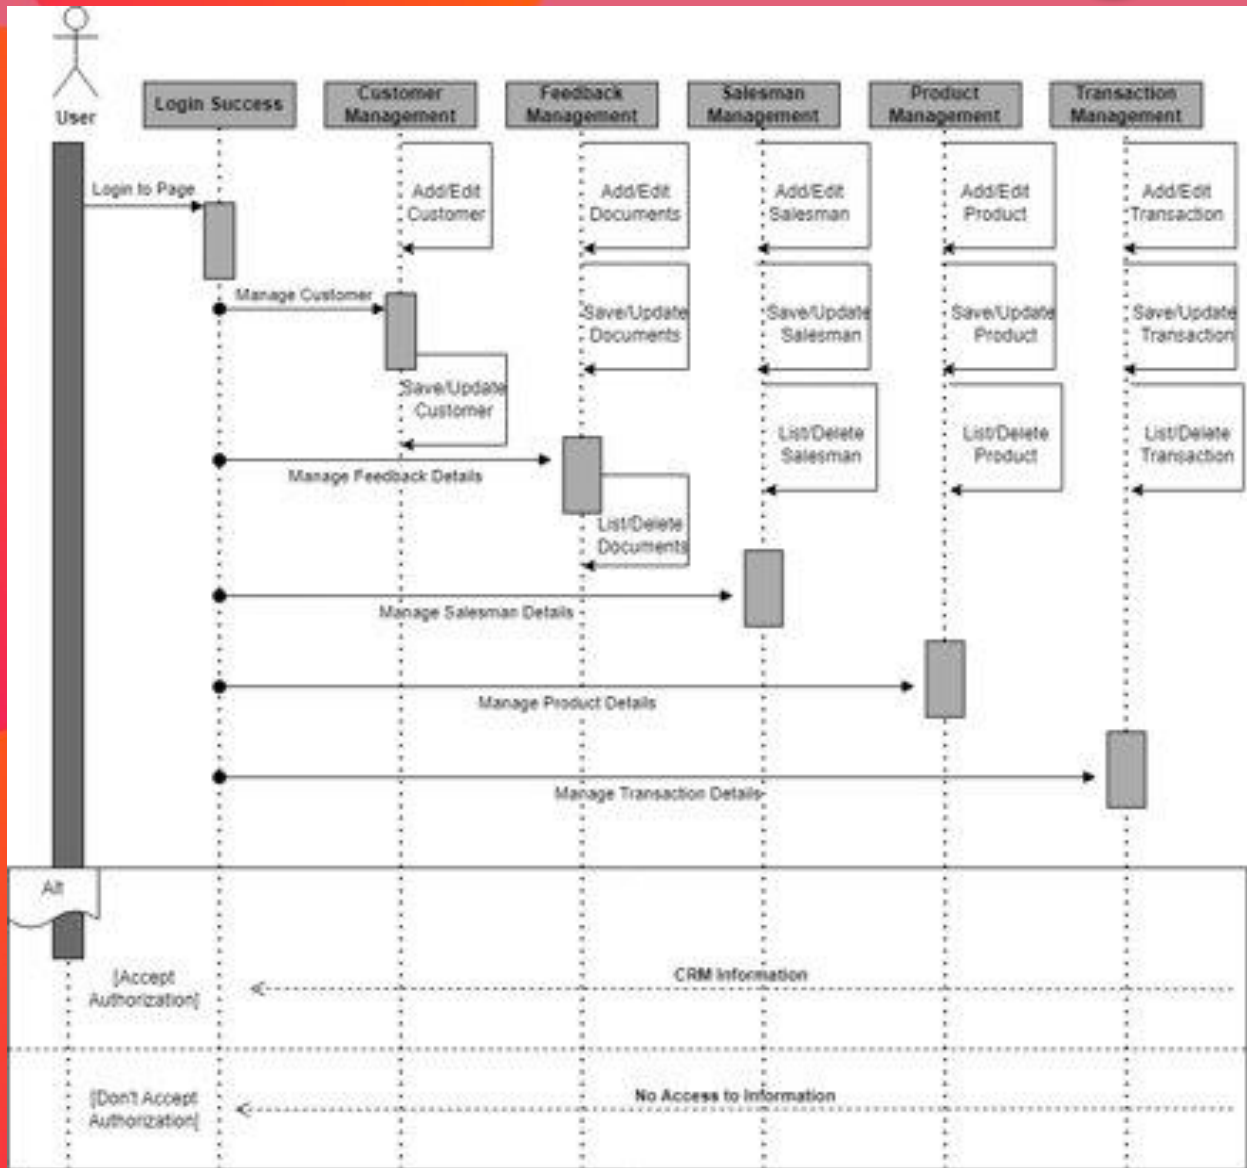 User
Login Success
Customer
Management
Feedback
Management
Salesman
Management
Product
Management
Transaction
Management
Login to Page
Add/Edit
Customer
Add/Edit
Documents
Add/Edit
Salesman
Add/Edit
Product
Add/Edit
Transaction
Manage Customer
Save/Update
Documents
Save/Update
Salesman
Save/Update
Product
Save/Update
Transaction
Save/Update
Customer
List/Delete
Salesman
List/Delete
Product
List/Delete
Transaction
Manage Feedback Details
List/Delete
Documents
Manage Salesman Details
Manage Product Details
Manage Transaction Details
Alt
[Accept
Authorization]
CRM Information
[Don't Accept
Authorization]
No Access to Information